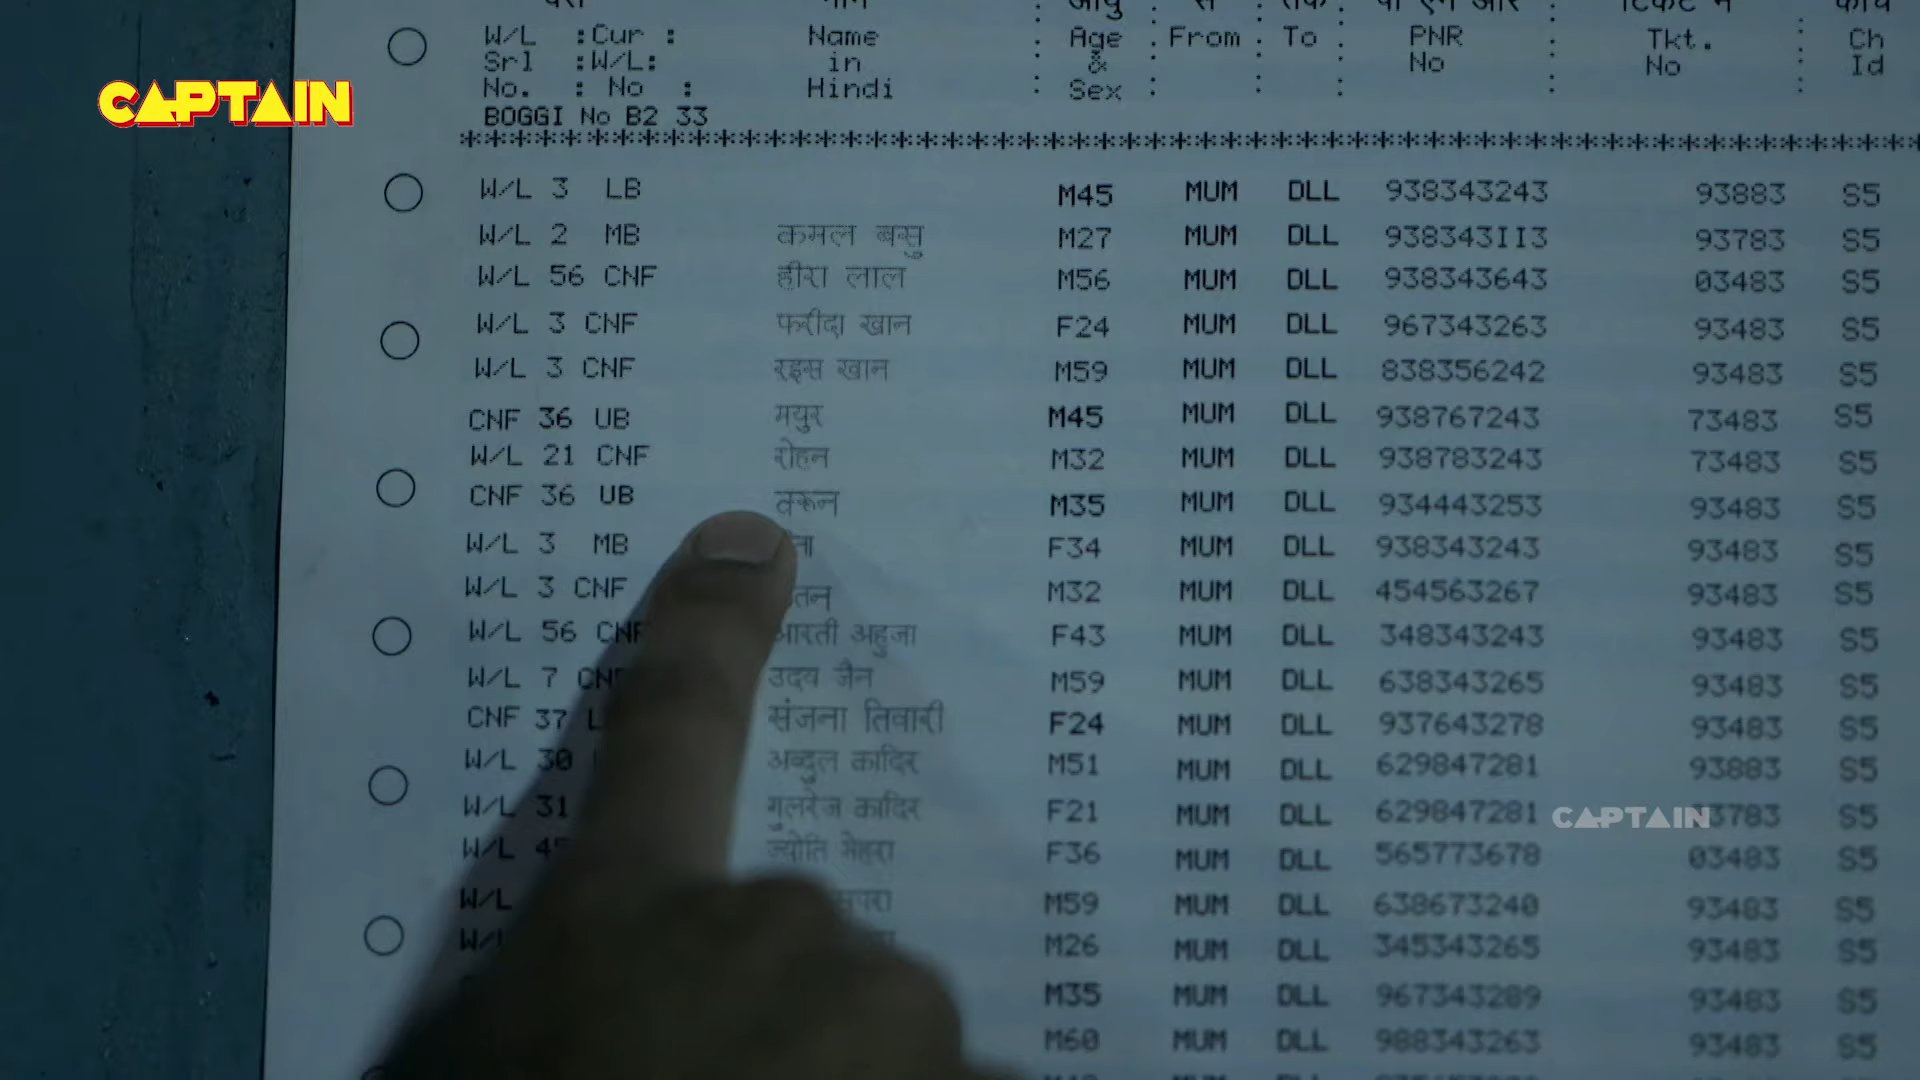 CAPTAIN
W/L :Cur : Name : Age : From : To : PNR : Tkt. : Ch
Srl :W/L: in : & No : No : Id
No. : No : Hindi : Sex : : : : :
BOGGI No B2 33
W/L 3 LB M45 MUM DLL 938343243 93883 S5
W/L 2 MB कमल बसु M27 MUM DLL 938343II3 93783 S5
W/L 56 CNF हीरा लाल M56 MUM DLL 938343643 03483 S5
W/L 3 CNF फरीदा खान F24 MUM DLL 967343263 93483 S5
W/L 3 CNF रइस खान M59 MUM DLL 838356242 93483 S5
CNF 36 UB मयुर M45 MUM DLL 938767243 73483 S5
W/L 21 CNF रोहन M32 MUM DLL 938783243 73483 S5
CNF 36 UB वरून M35 MUM DLL 934443253 93483 S5
W/L 3 MB F34 MUM DLL 938343243 93483 S5
W/L 3 CNF M32 MUM DLL 454563267 93483 S5
W/L 56 CNF आरती अहुजा F43 MUM DLL 348343243 93483 S5
W/L 7 CNF उदय जैन M59 MUM DLL 638343265 93483 S5
CNF 37 संजना तिवारी F24 MUM DLL 937643278 93483 S5
W/L 30 अब्दुल कादिर M51 MUM DLL 629847281 93883 S5
W/L 31 गुलरेज कादिर F21 MUM DLL 629847281 CAPTAIN 3783 S5
W/L ज्योति मेहरा F36 MUM DLL 565773678 03483 S5
W/L M59 MUM DLL 638673240 93483 S5
M26 MUM DLL 345343265 93483 S5
M35 MUM DLL 967343289 93483 S5
M60 MUM DLL 988343263 93483 S5